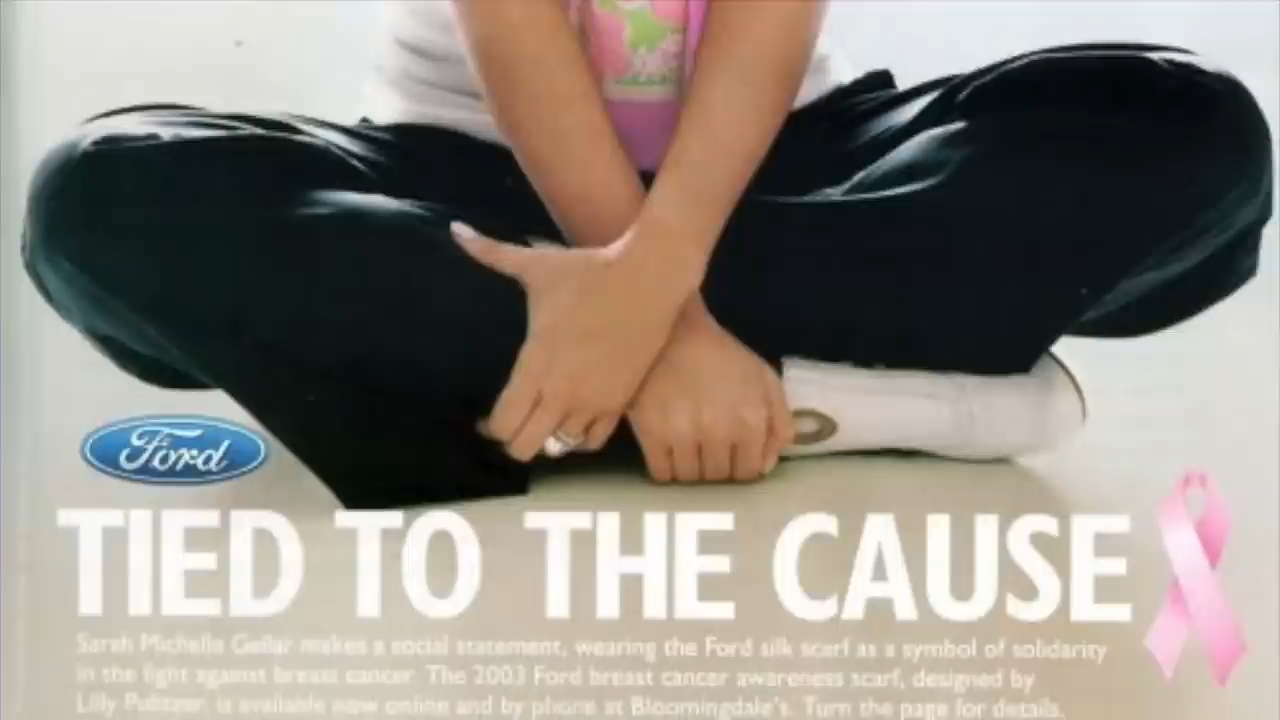 Ford
TIED TO THE CAUSE
Sarah Michelle Gellar makes a social statement, wearing the Ford silk scarf as a symbol of solidarity
in the fight against breast cancer. The 2003 Ford breast cancer awareness scarf, designed by
Lilly Pulitzer, is available now online and by phone at Bloomingdale's. Turn the page for details.